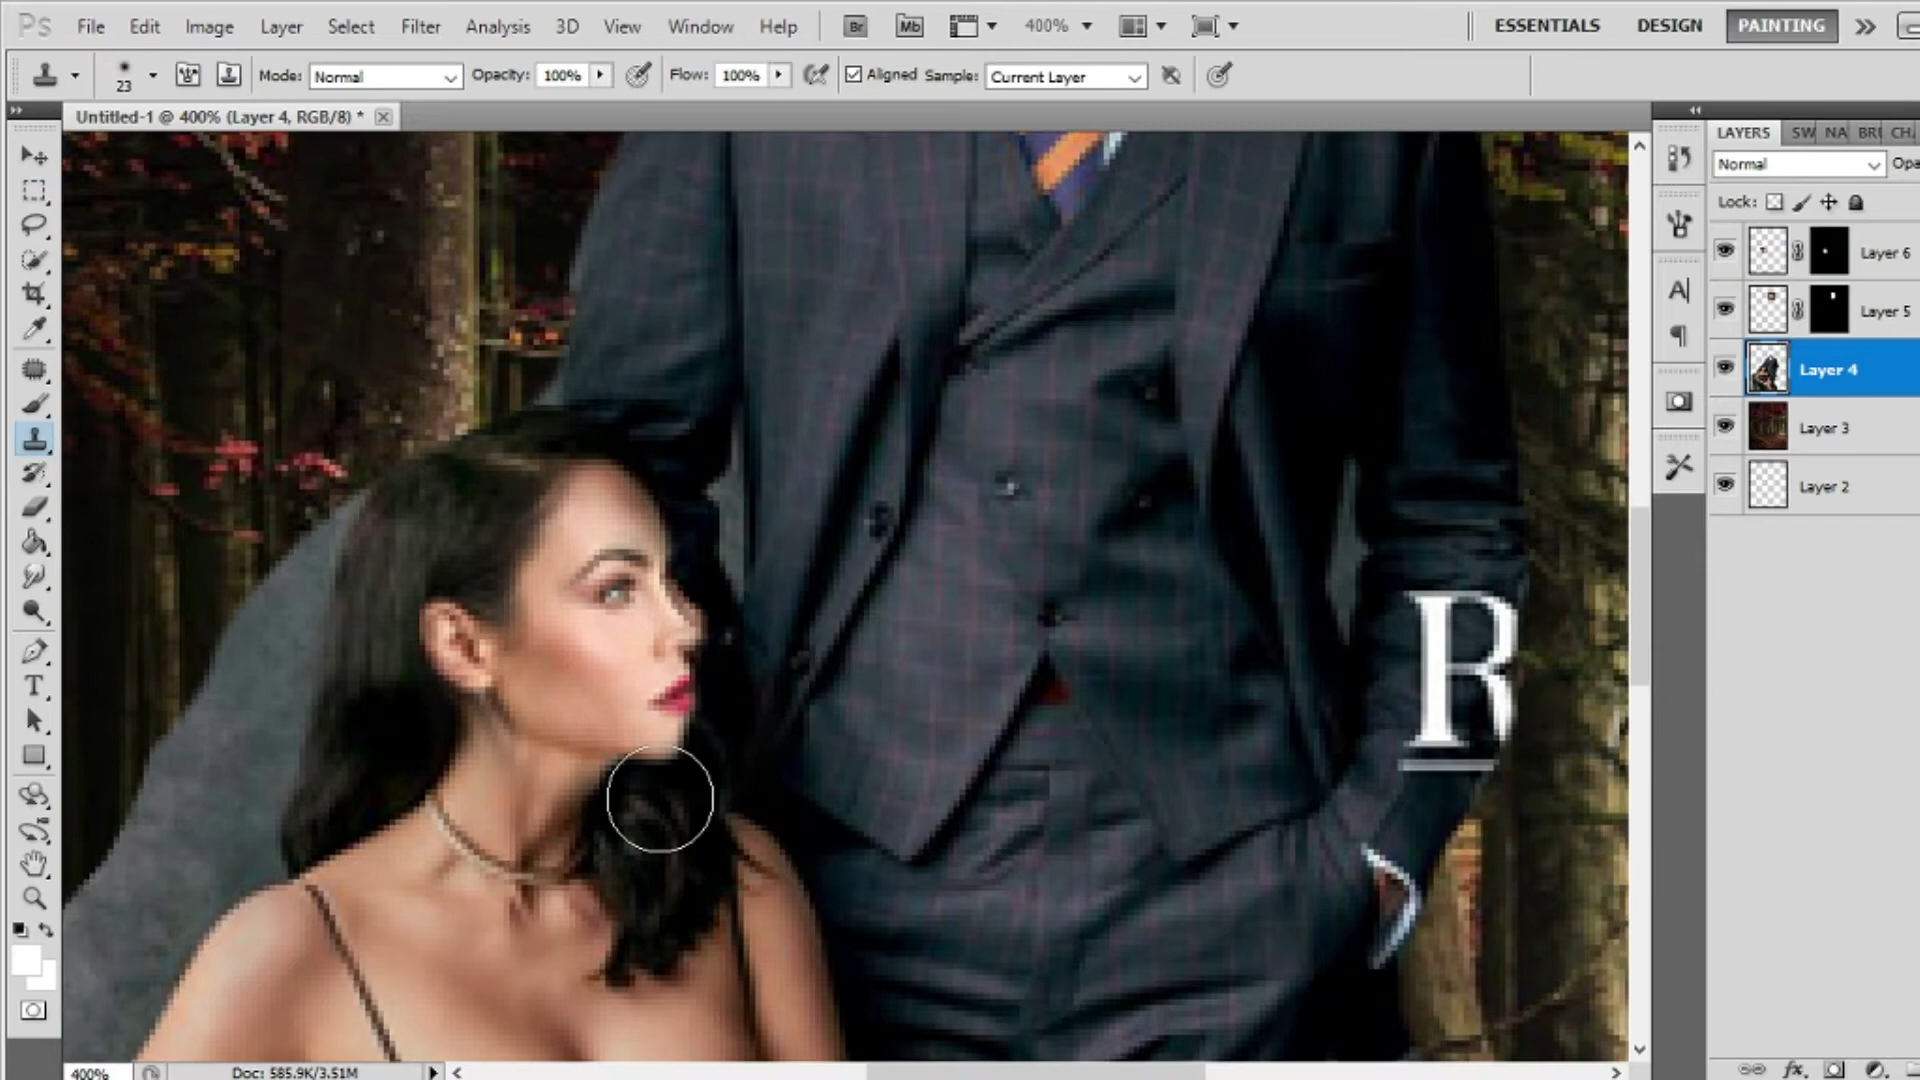 Ps File Edit Image Layer Select Filter Analysis 3D View Window Help Br Mb 400% ESSENTIALS DESIGN PAINTING
23 Mode: Normal Opacity: 100% Flow: 100% Aligned Sample: Current Layer
Untitled-1 @ 400% (Layer 4, RGB/8) *
LAYERS SW NA BRI CH
Normal Opa
Lock:
Layer 6
Layer 5
Layer 4
Layer 3
Layer 2
R
400% Doc: 585.9K/3.51M
fx